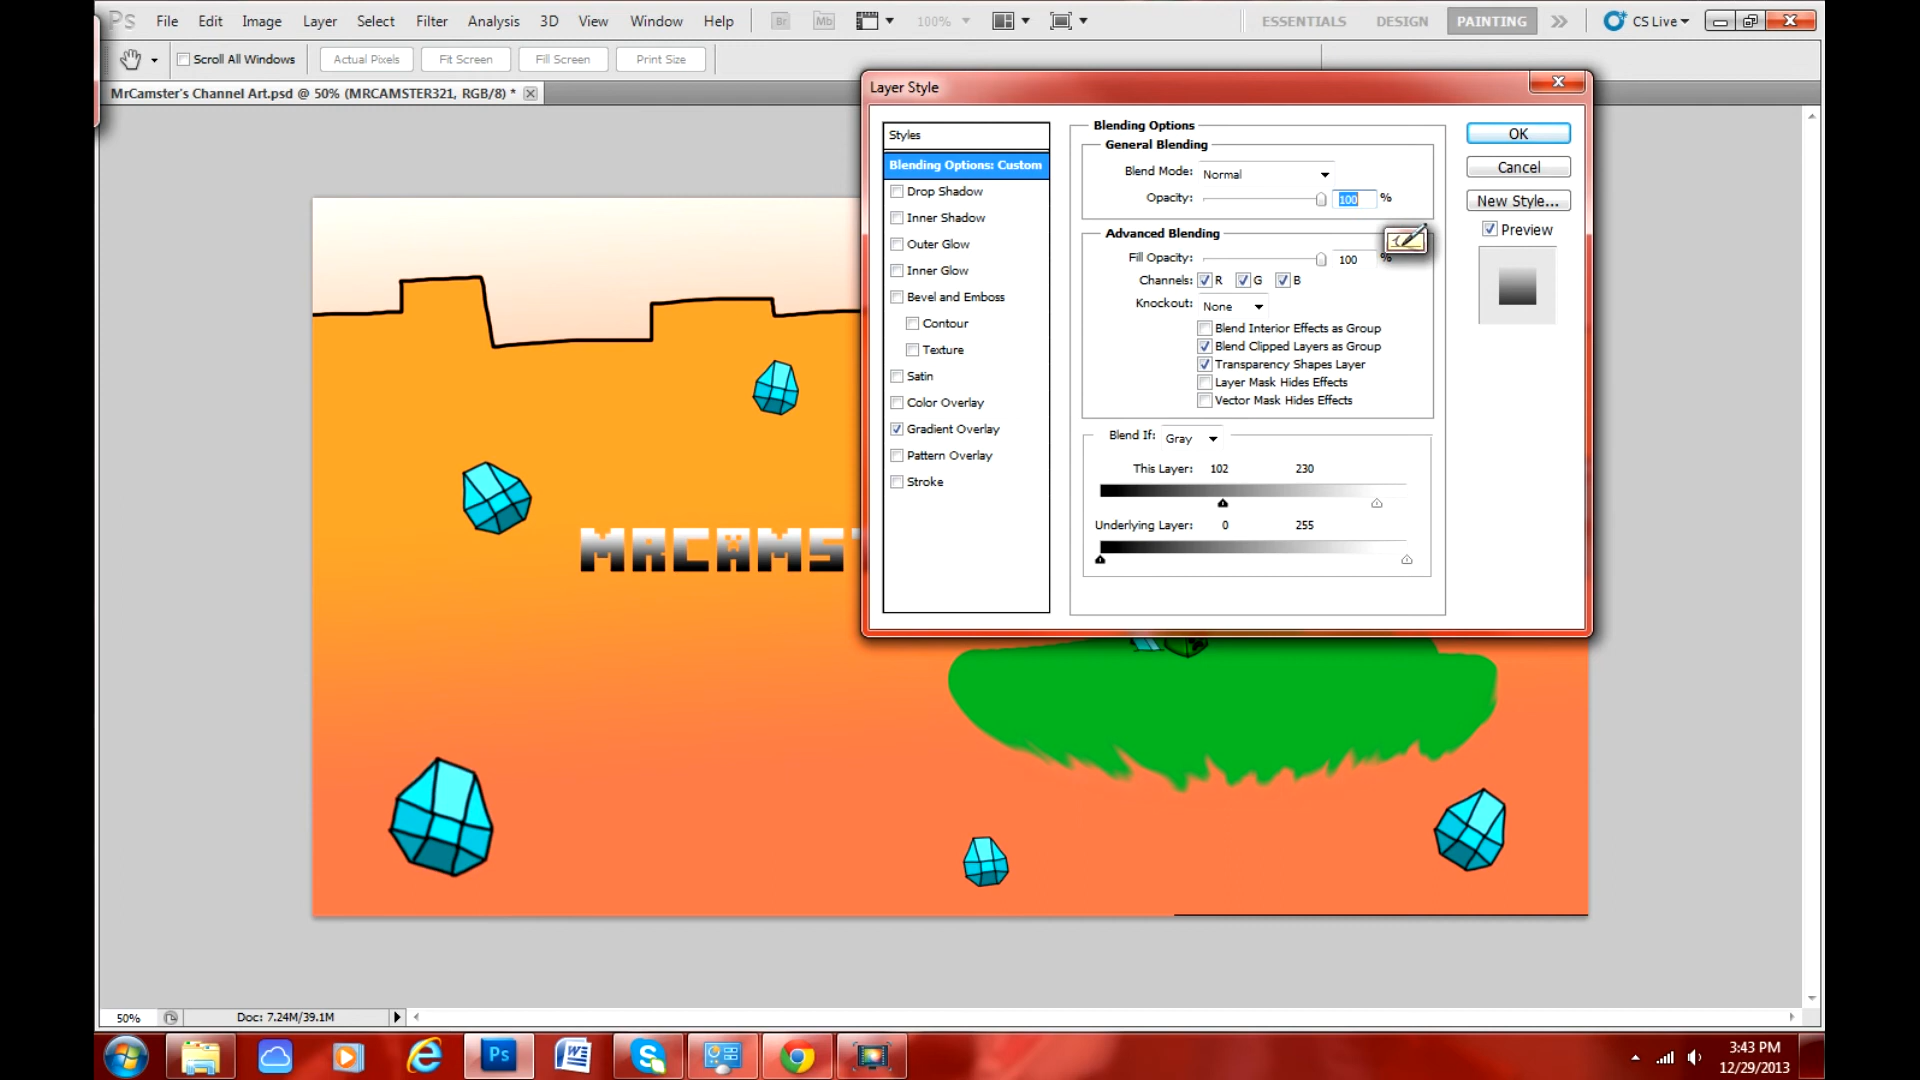 Ps File Edit Image Layer Select Filter Analysis 3D View Window Help Br Mb 100% ESSENTIALS DESIGN PAINTING CS Live
Scroll All Windows Actual Pixels Fit Screen Fill Screen Print Size
MrCamster's Channel Art.psd @ 50% (MRCAMSTER321, RGB/8) *
Layer Style
Styles
Blending Options: Custom
Drop Shadow
Inner Shadow
Outer Glow
Inner Glow
Bevel and Emboss
Contour
Texture
Satin
Color Overlay
Gradient Overlay
Pattern Overlay
Stroke
Blending Options
General Blending
Blend Mode: Normal
Opacity: 100 %
Advanced Blending
Fill Opacity: 100 %
Channels: R G B
Knockout: None
Blend Interior Effects as Group
Blend Clipped Layers as Group
Transparency Shapes Layer
Layer Mask Hides Effects
Vector Mask Hides Effects
Blend If: Gray
This Layer: 102 230
Underlying Layer: 0 255
OK
Cancel
New Style...
Preview
MRCAMS
50% Doc: 7.24M/39.1M
Ps
W
S
3:43 PM
12/29/2013